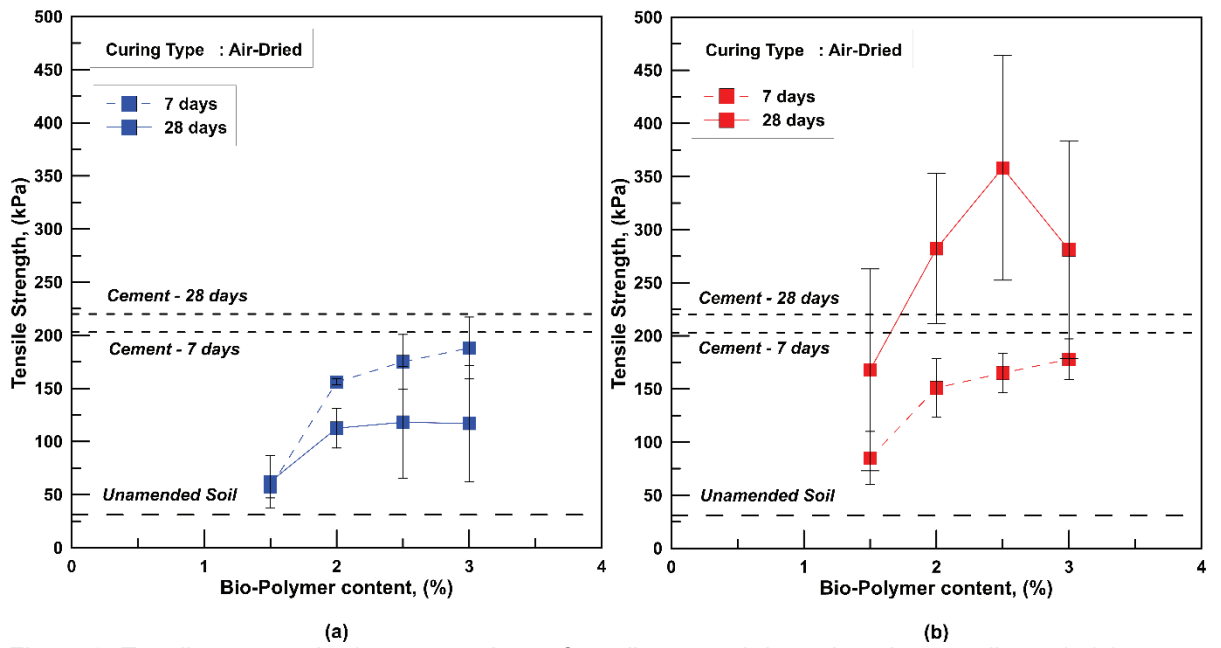 Curing Type : Air-Dried
7 days
28 days
Tensile Strength, (kPa)
500
450
400
350
300
250
200
150
100
50
0
Cement - 28 days
Cement - 7 days
Unamended Soil
0 1 2 3 4
Bio-Polymer content, (%)
(a)
Curing Type : Air-Dried
7 days
28 days
Tensile Strength, (kPa)
500
450
400
350
300
250
200
150
100
50
0
Cement - 28 days
Cement - 7 days
Unamended Soil
0 1 2 3 4
Bio-Polymer content, (%)
(b)